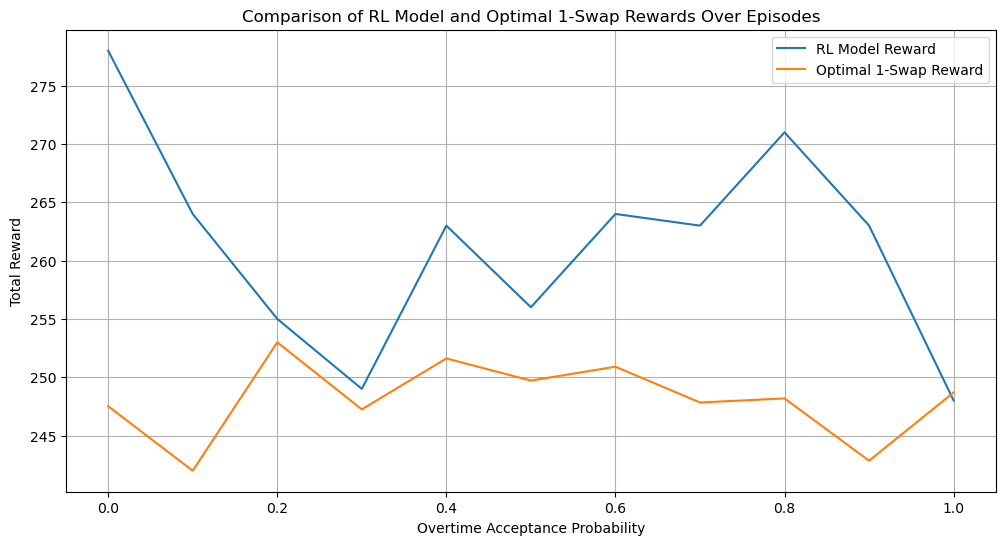 Comparison of RL Model and Optimal 1-Swap Rewards Over Episodes
RL Model Reward
Optimal 1-Swap Reward
Total Reward
275
270
265
260
255
250
245
0.0 0.2 0.4 0.6 0.8 1.0
Overtime Acceptance Probability